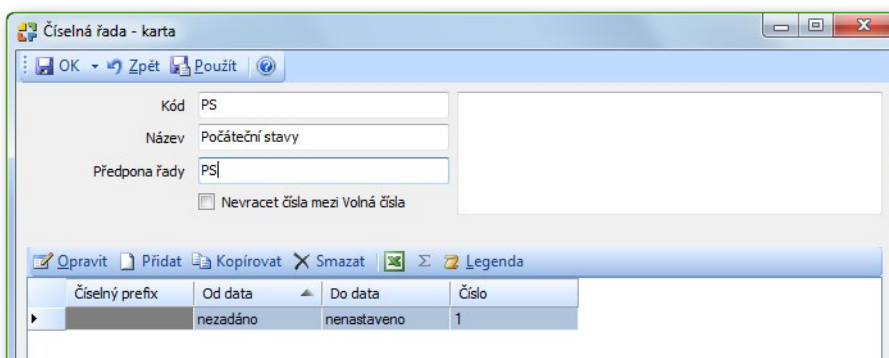 Číselná řada - karta
OK Zpět Použít
Kód PS
Název Počáteční stavy
Předpona řady PS
Nevracet čísla mezi Volná čísla
Opravit Přidat Kopírovat Smazat Σ Legenda
Číselný prefix Od data Do data Číslo
nezadáno nenastaveno 1